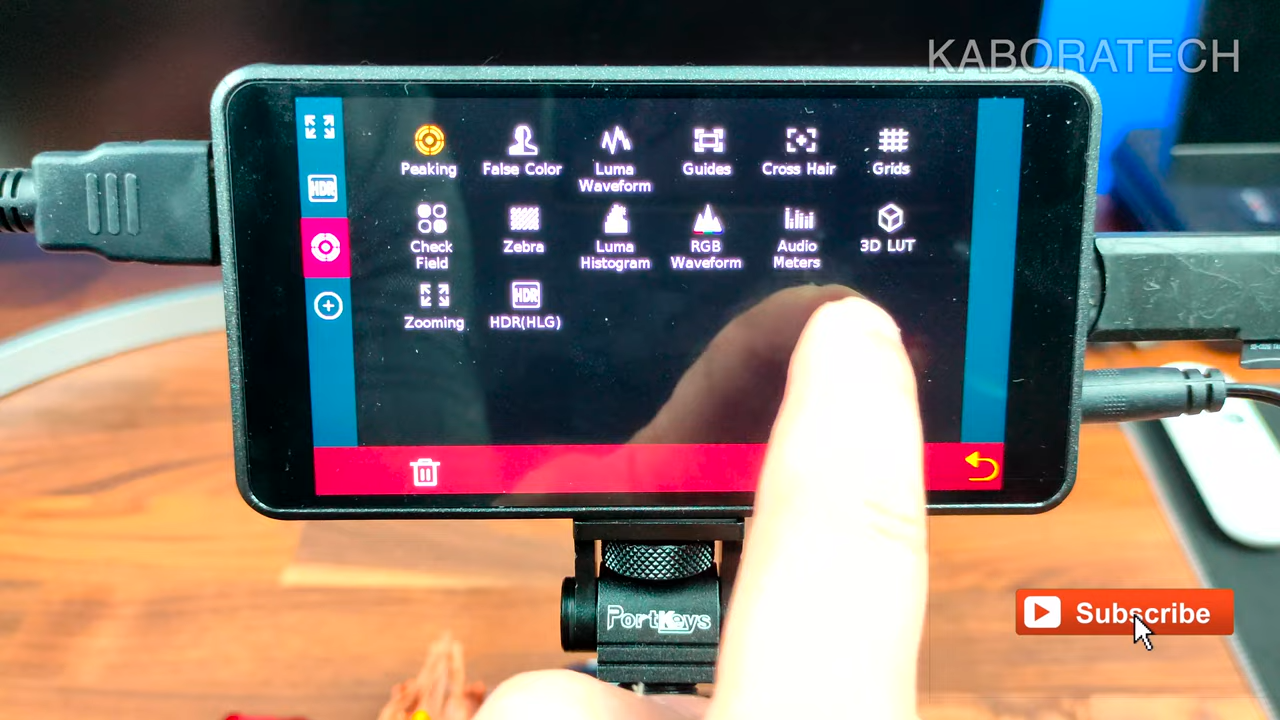 KABORATECH
Peaking
False Color
Luma
Waveform
Guides
Cross Hair
Grids
HDR
Check
Field
Zebra
Luma
Histogram
RGB
Waveform
Audio
Meters
3D LUT
HDR
Zooming
HDR(HLG)
PortKeys
Subscribe